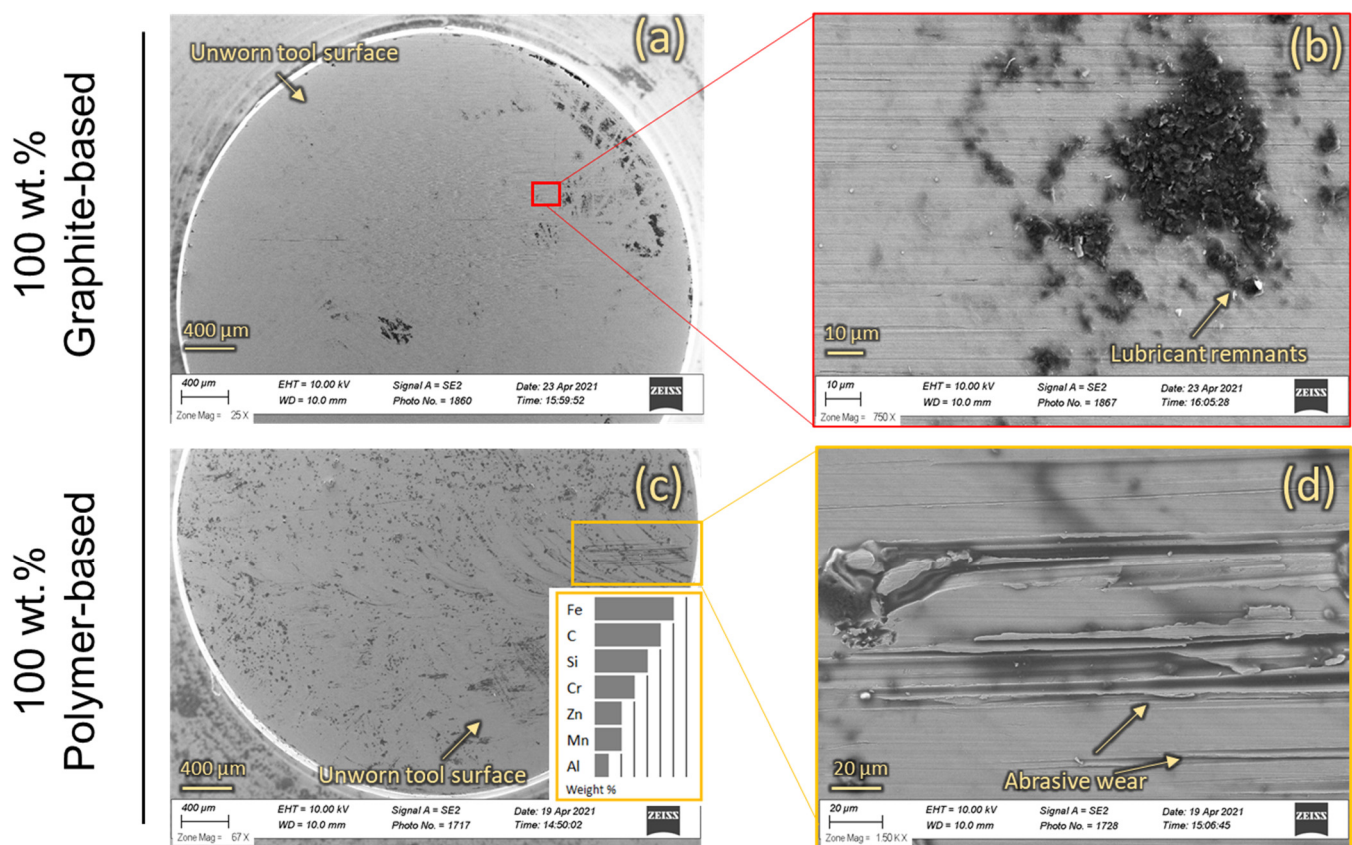 100 wt.%
Graphite-based
Unworn tool surface
(a)
400 µm
400 µm
EHT = 10.00 kV
Signal A = SE2
Date: 23 Apr 2021
ZEISS
WD = 10.0 mm
Photo No. = 1860
Time: 15:59:52
Zone Mag = 25 X
(b)
10 µm
Lubricant remnants
10 µm
EHT = 10.00 kV
Signal A = SE2
Date: 23 Apr 2021
ZEISS
WD = 10.0 mm
Photo No. = 1867
Time: 16:05:28
Zone Mag = 750 X
100 wt.%
Polymer-based
(c)
Fe
C
Si
Cr
Zn
Mn
Al
Weight %
Unworn tool surface
400 µm
400 µm
EHT = 10.00 kV
Signal A = SE2
Date: 19 Apr 2021
ZEISS
WD = 10.0 mm
Photo No. = 1717
Time: 14:50:02
Zone Mag = 67 X
(d)
20 µm
Abrasive wear
20 µm
EHT = 10.00 kV
Signal A = SE2
Date: 19 Apr 2021
ZEISS
WD = 10.0 mm
Photo No. = 1728
Time: 15:06:45
Zone Mag = 1.50 K X